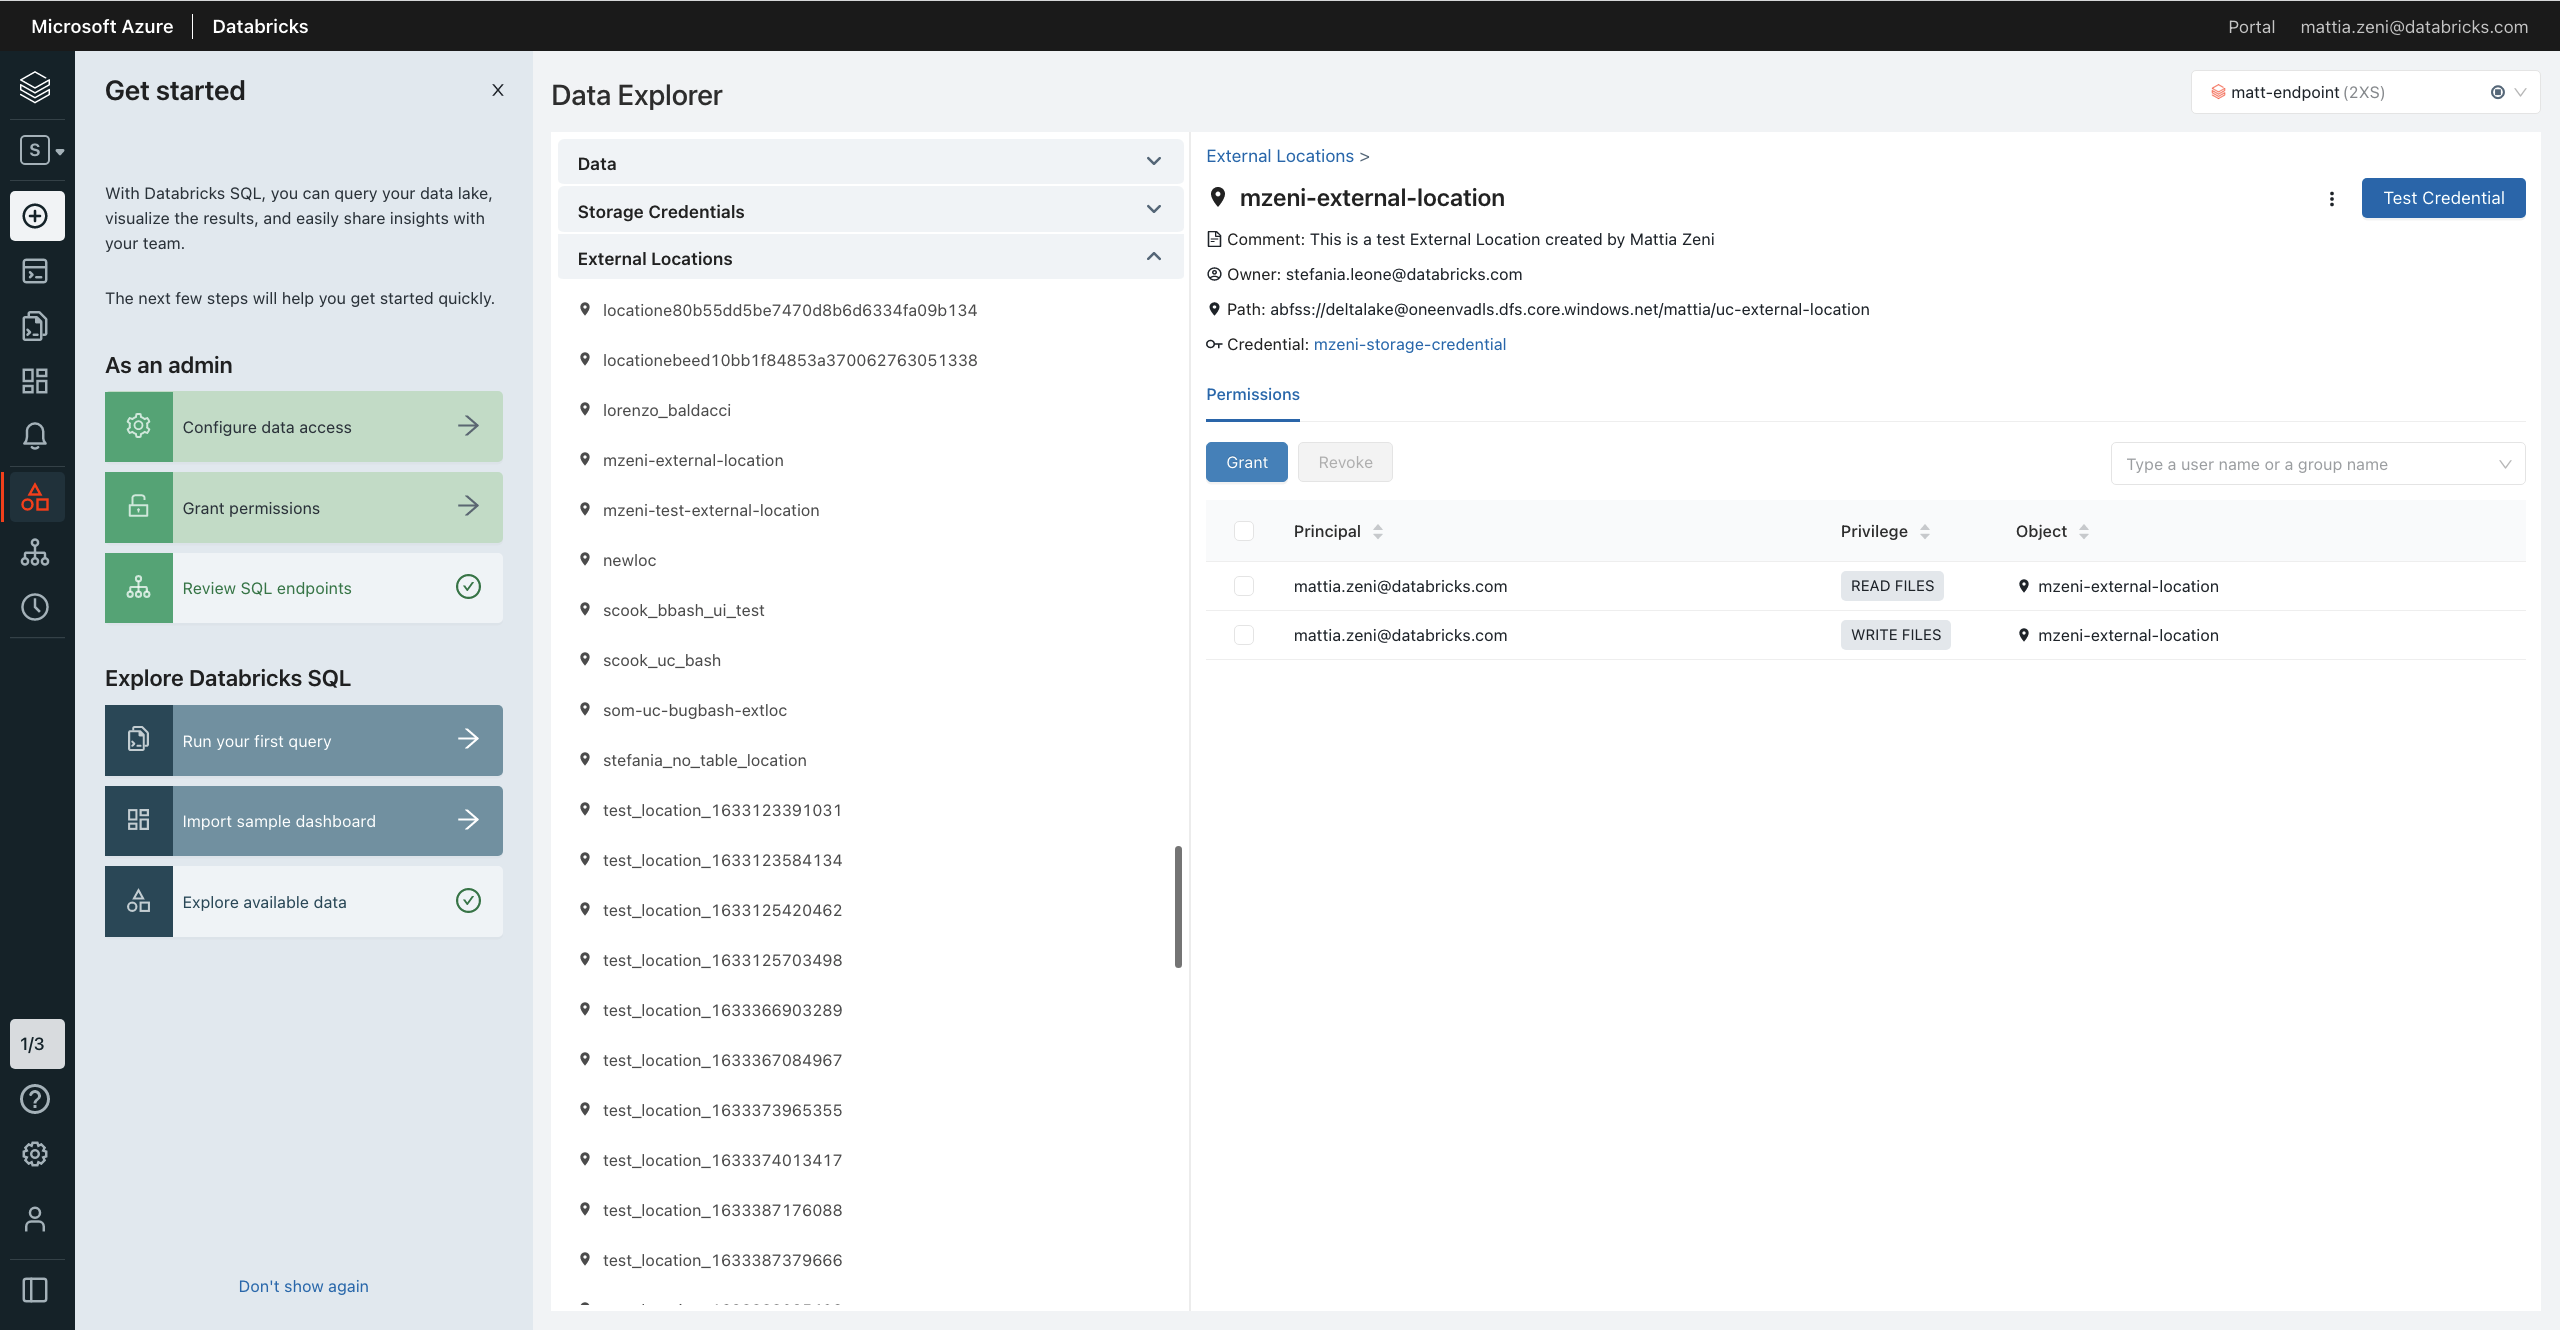 Microsoft Azure | Databricks
Portal
mattia.zeni@databricks.com
S
1/3
Get started
X
With Databricks SQL, you can query your data lake,
visualize the results, and easily share insights with
your team.
The next few steps will help you get started quickly.
As an admin
Configure data access
Grant permissions
Review SQL endpoints
Explore Databricks SQL
Run your first query
Import sample dashboard
Explore available data
Don't show again
Data Explorer
matt-endpoint (2XS)
Data
Storage Credentials
External Locations
locatione80b55dd5be7470d8b6d6334fa09b134
locationebeed10bb1f84853a370062763051338
lorenzo_baldacci
mzeni-external-location
mzeni-test-external-location
newloc
scook_bbash_ui_test
scook_uc_bash
som-uc-bugbash-extloc
stefania_no_table_location
test_location_1633123391031
test_location_1633123584134
test_location_1633125420462
test_location_1633125703498
test_location_1633366903289
test_location_1633367084967
test_location_1633373965355
test_location_1633374013417
test_location_1633387176088
test_location_1633387379666
External Locations >
mzeni-external-location
Test Credential
Comment: This is a test External Location created by Mattia Zeni
Owner: stefania.leone@databricks.com
Path: abfss://deltalake@oneenvadls.dfs.core.windows.net/mattia/uc-external-location
Credential: mzeni-storage-credential
Permissions
Grant
Revoke
Type a user name or a group name
Principal Privilege Object
mattia.zeni@databricks.com READ FILES mzeni-external-location
mattia.zeni@databricks.com WRITE FILES mzeni-external-location